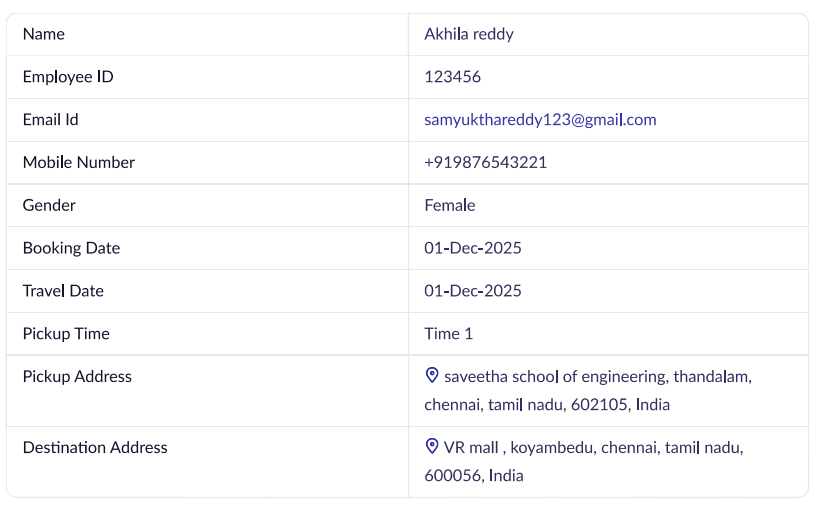 Name Akhila reddy
Employee ID 123456
Email Id samyukthareddy123@gmail.com
Mobile Number +919876543221
Gender Female
Booking Date 01-Dec-2025
Travel Date 01-Dec-2025
Pickup Time Time 1
Pickup Address saveetha school of engineering, thandalam,
chennai, tamil nadu, 602105, India
Destination Address VR mall , koyambedu, chennai, tamil nadu,
600056, India